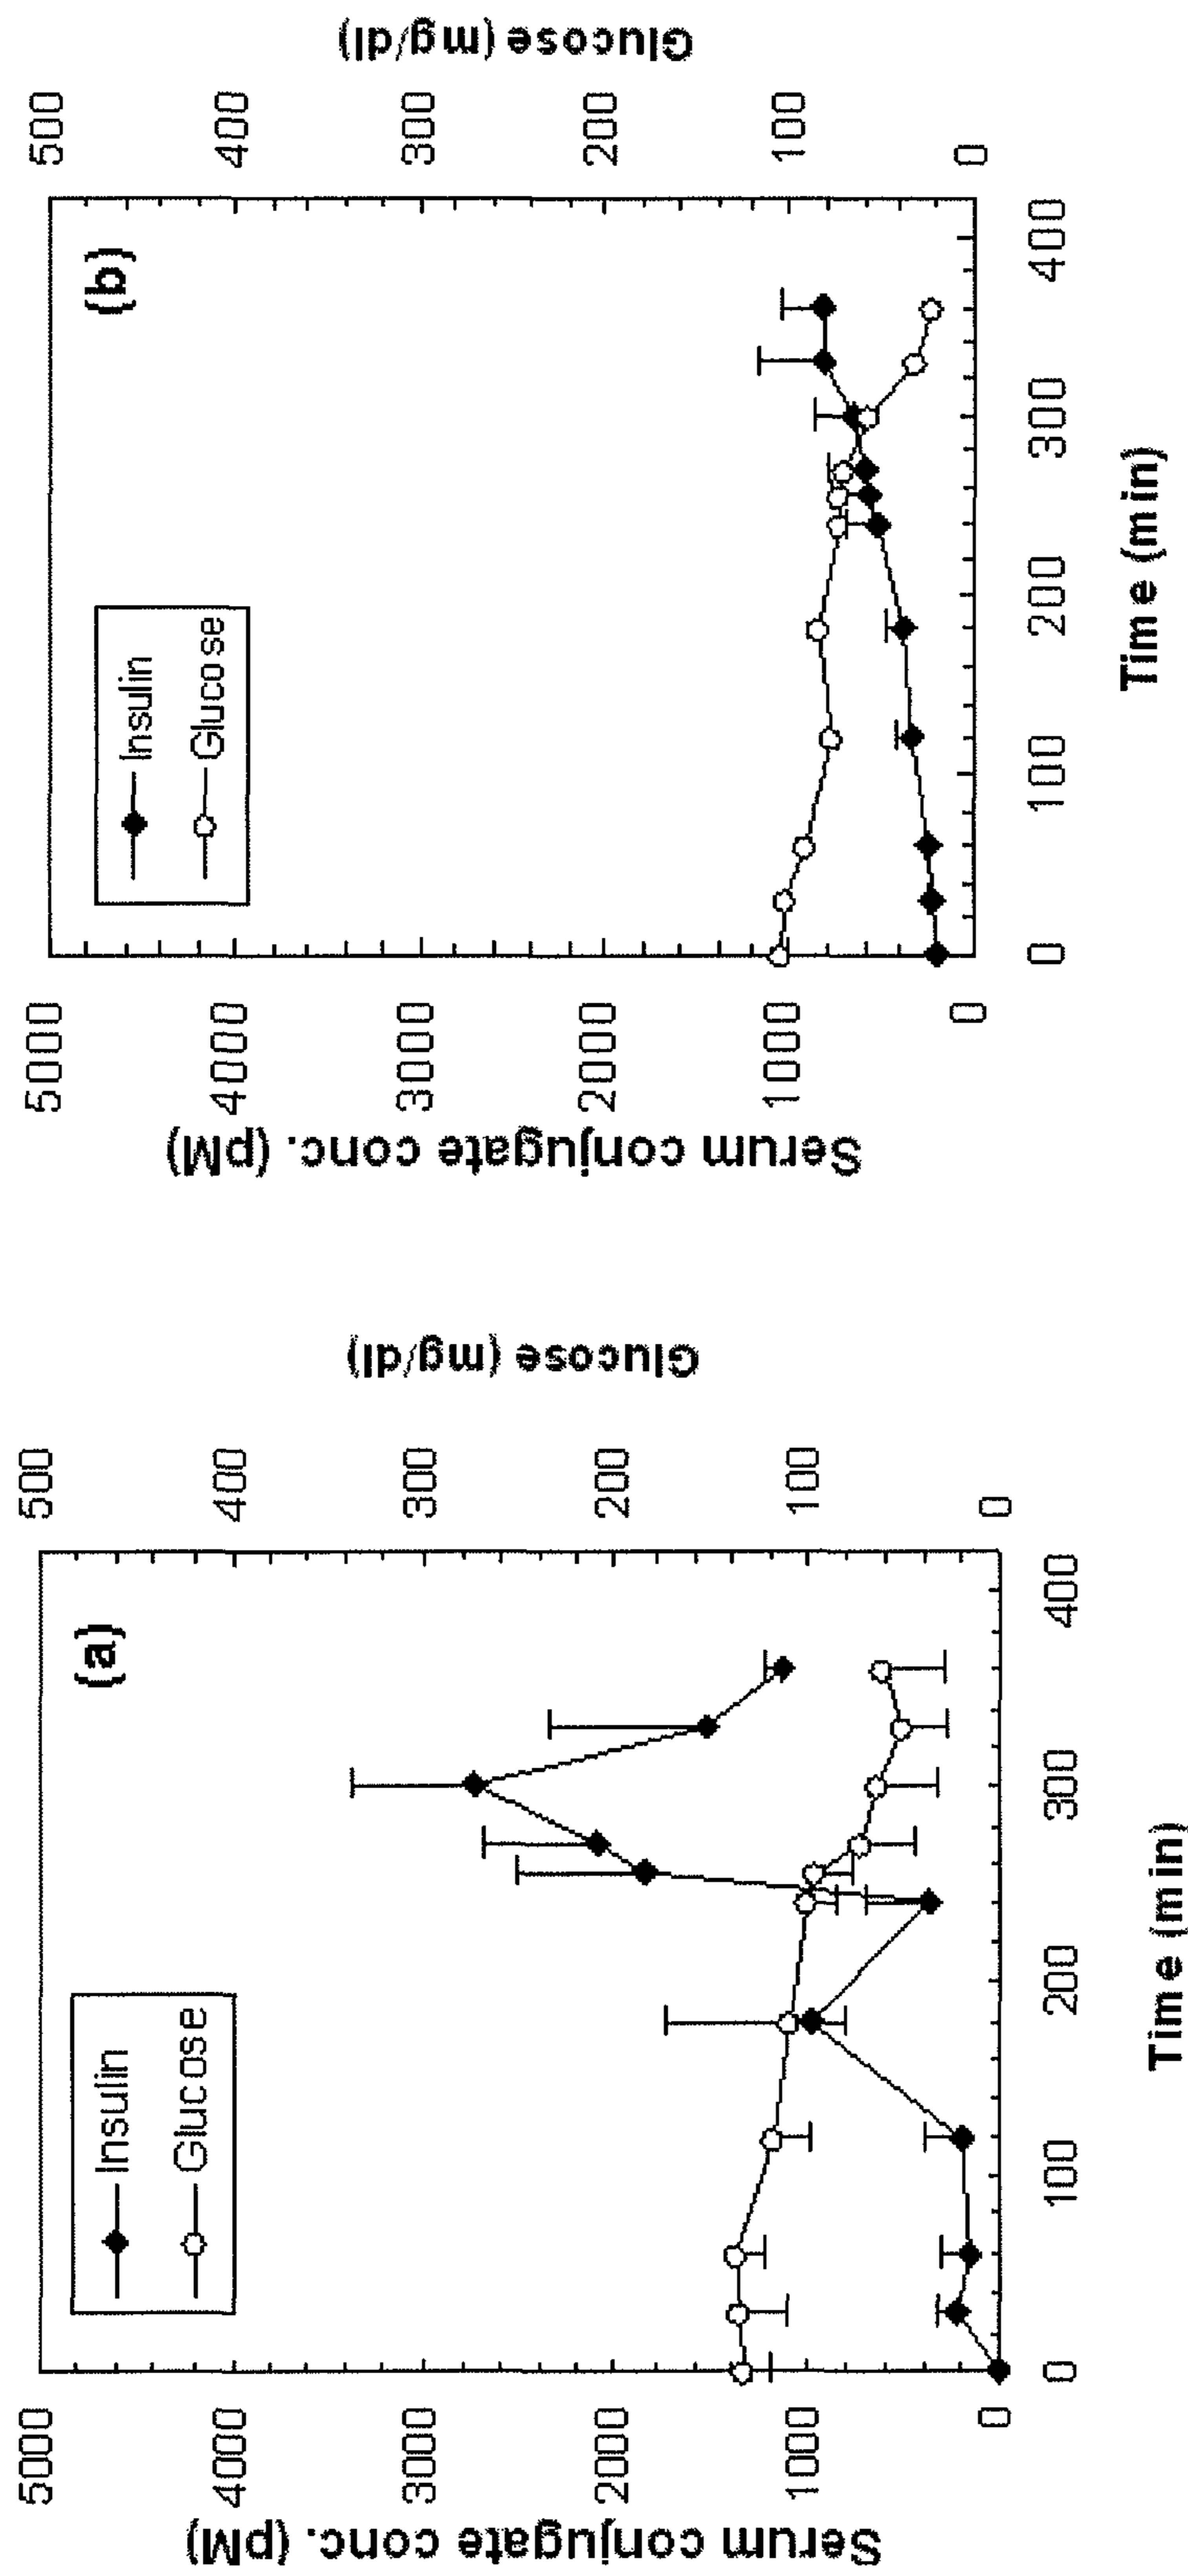 (a)
Insulin
Glucose
Serum conjugate conc. (pM)
5000
4000
3000
2000
1000
0
Glucose (mg/dl)
500
400
300
200
100
0
0
100
200
300
400
Time (min)
(b)
Insulin
Glucose
Serum conjugate conc. (pM)
5000
4000
3000
2000
1000
0
Glucose (mg/dl)
500
400
300
200
100
0
0
100
200
300
400
Time (min)